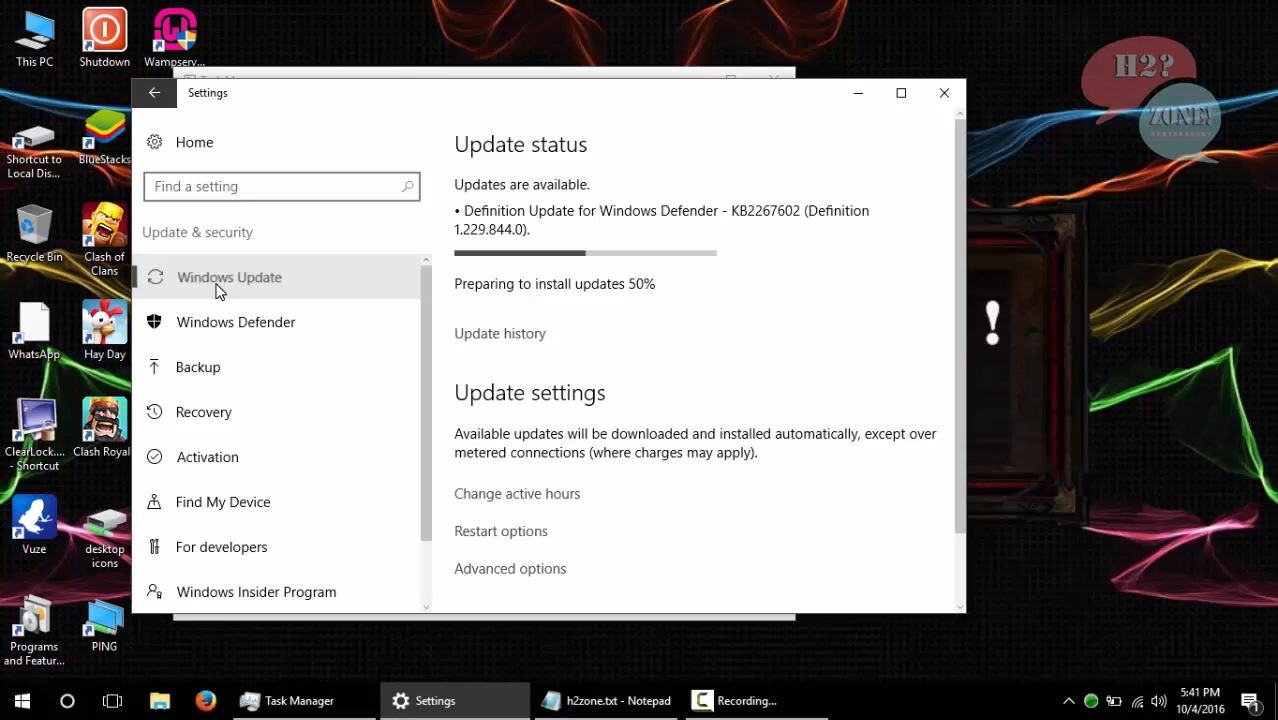 This PC
Shutdown
Wampserv...
Shortcut to
Local Dis...
BlueStacks
Recycle Bin
Clash of
Clans
WhatsApp
Hay Day
ClearLock....
- Shortcut
Clash Royal
Vuze
desktop
icons
Programs
and Featur...
PING
Settings
Home
Find a setting
Update & security
Windows Update
Windows Defender
Backup
Recovery
Activation
Find My Device
For developers
Windows Insider Program
Update status
Updates are available.
• Definition Update for Windows Defender - KB2267602 (Definition
1.229.844.0).
Preparing to install updates 50%
Update history
Update settings
Available updates will be downloaded and installed automatically, except over
metered connections (where charges may apply).
Change active hours
Restart options
Advanced options
H2?
ZONE!
!
Task Manager
Settings
h2zone.txt - Notepad
Recording...
5:41 PM
10/4/2016
1